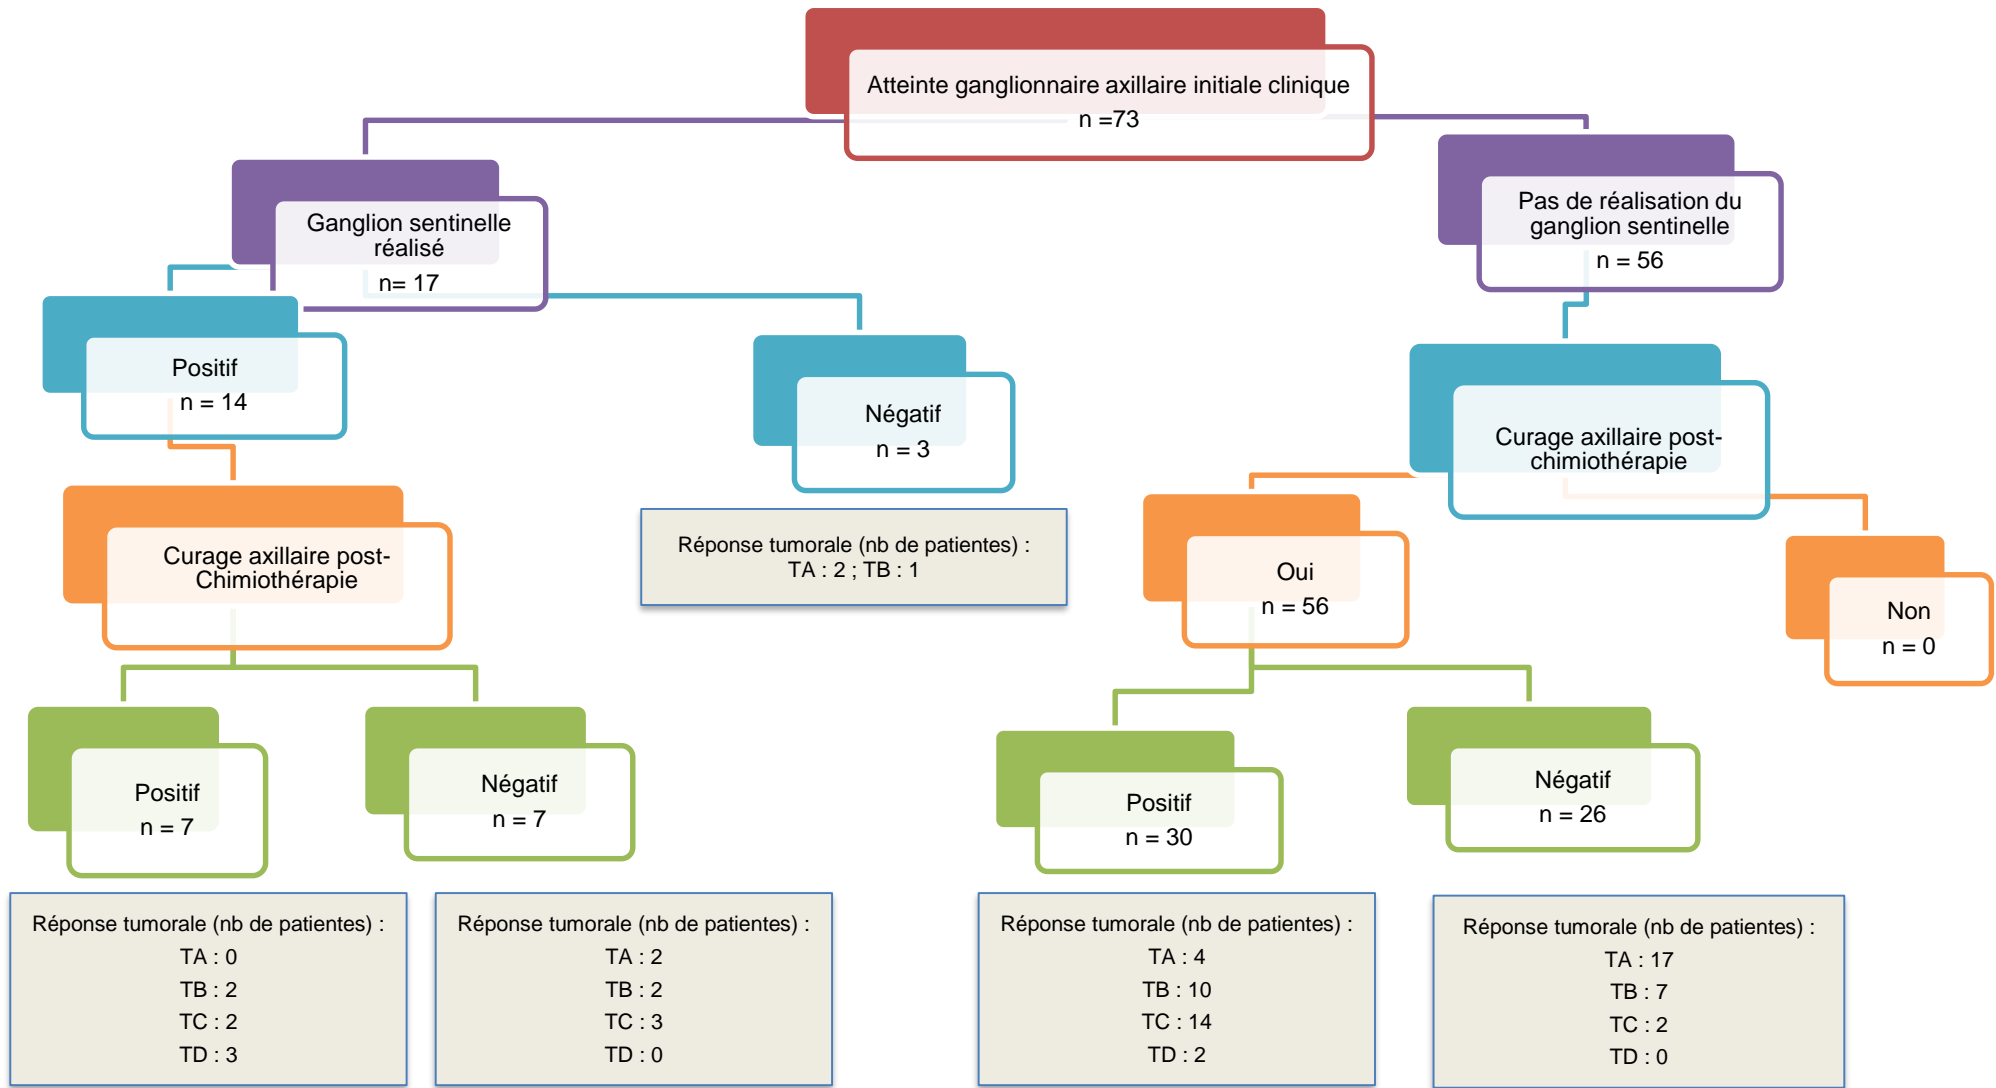 Atteinte ganglionnaire axillaire initiale clinique
n =73
Ganglion sentinelle
réalisé
n= 17
Pas de réalisation du
ganglion sentinelle
n = 56
Positif
n = 14
Négatif
n = 3
Curage axillaire post-
chimiothérapie
Curage axillaire post-
Chimiothérapie
Réponse tumorale (nb de patientes) :
TA : 2 ; TB : 1
Oui
n = 56
Non
n = 0
Positif
n = 7
Négatif
n = 7
Positif
n = 30
Négatif
n = 26
Réponse tumorale (nb de patientes) :
TA : 0
TB : 2
TC : 2
TD : 3
Réponse tumorale (nb de patientes) :
TA : 2
TB : 2
TC : 3
TD : 0
Réponse tumorale (nb de patientes) :
TA : 4
TB : 10
TC : 14
TD : 2
Réponse tumorale (nb de patientes) :
TA : 17
TB : 7
TC : 2
TD : 0